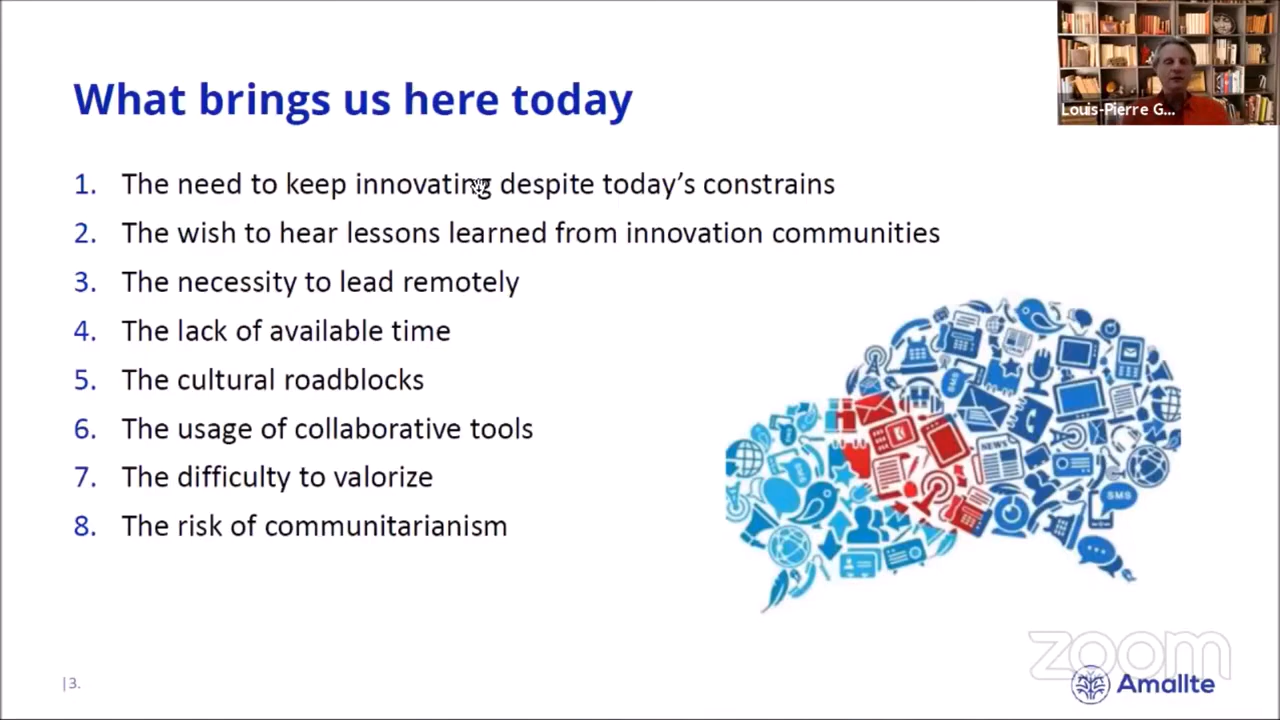 What brings us here today
Louis-Pierre G...
1. The need to keep innovating despite today’s constrains
2. The wish to hear lessons learned from innovation communities
3. The necessity to lead remotely
4. The lack of available time
5. The cultural roadblocks
6. The usage of collaborative tools
7. The difficulty to valorize
8. The risk of communitarianism
SMS
NEWS
SMS
zoom
|3.
Amallte